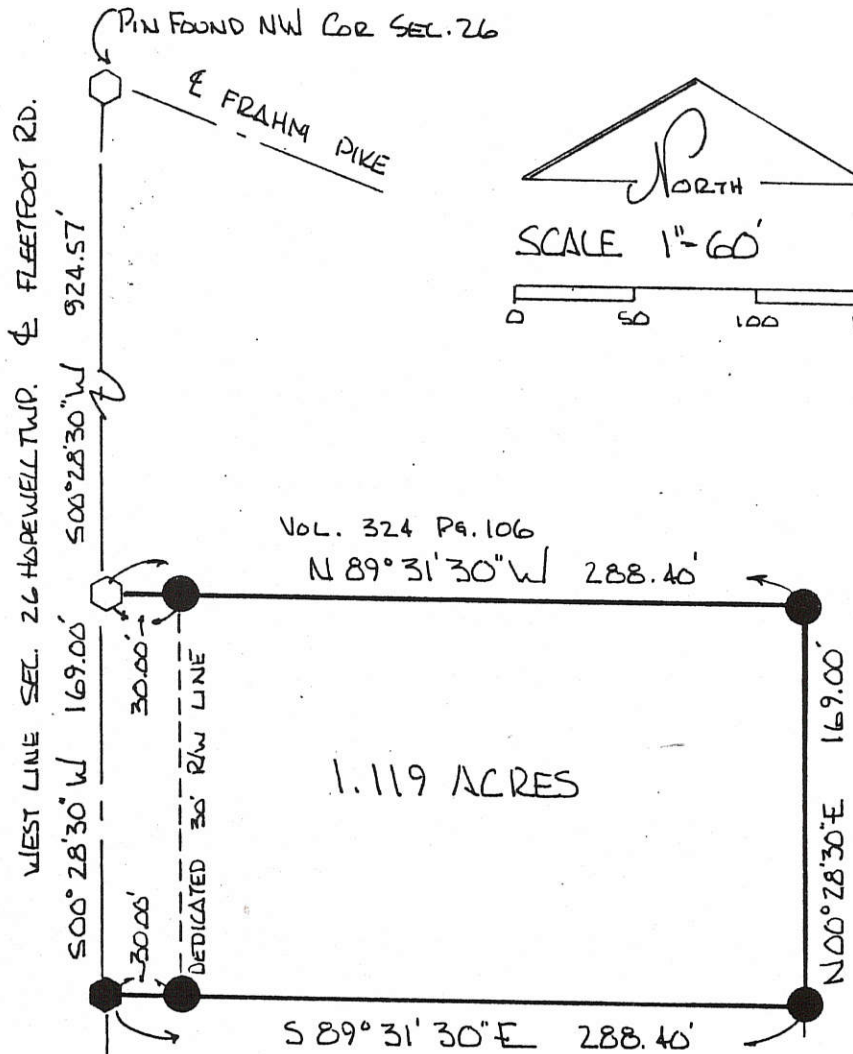 PIN FOUND NW COR SEC. 26
℄ FRAHM PIKE
NORTH
SCALE 1"-60'
0 50 100
WEST LINE SEC. 26 HOPEWELL TWP. ℄ FLEETFOOT RD.
S00°28'30"W 924.57'
VOL. 324 PG. 106
N 89°31'30"W 288.40'
S00°28'30"W 169.00'
30.00'
DEDICATED 30' R/W LINE
1.119 ACRES
N00°28'30"E 169.00'
30.00'
S 89°31'30"E 288.40'